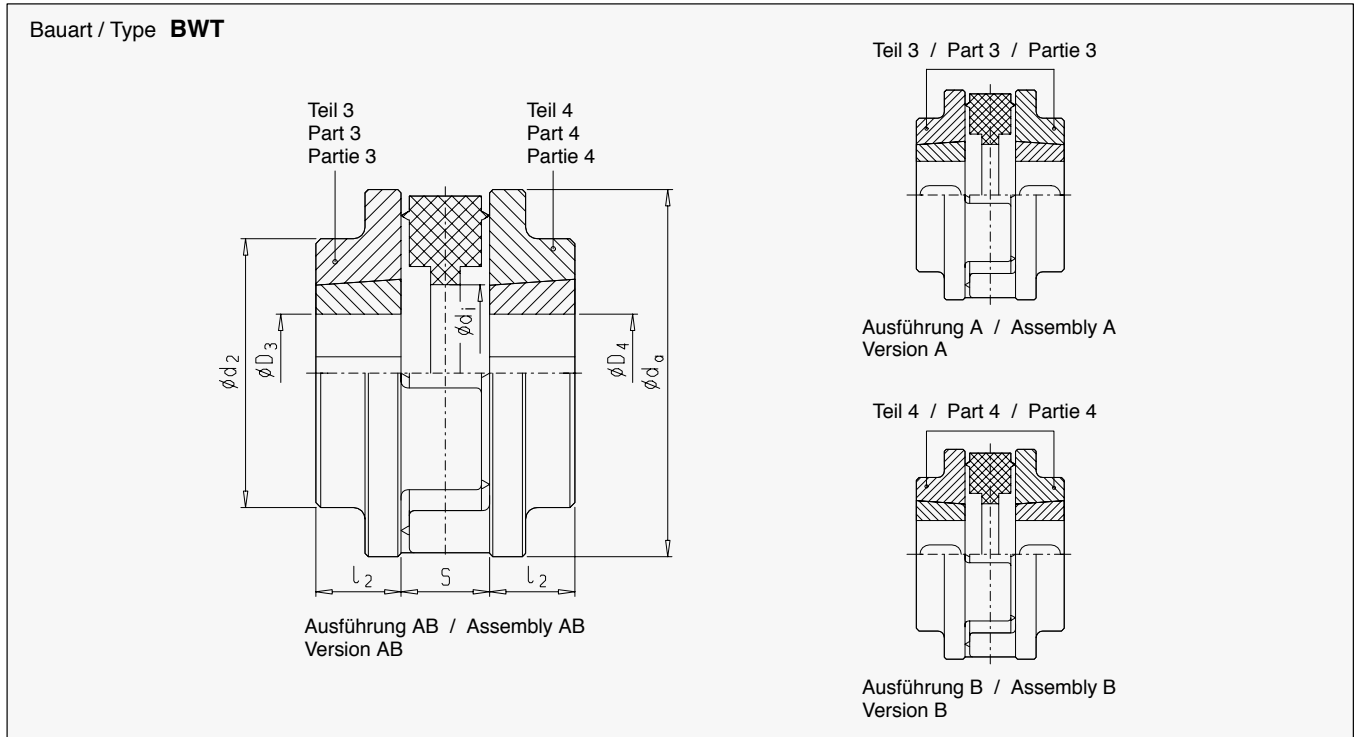 Bauart / Type BWT
Teil 3
Part 3
Partie 3
Teil 4
Part 4
Partie 4
ød2
øD3
ødi
øD4
øda
l2
S
l2
Ausführung AB / Assembly AB
Version AB
Teil 3 / Part 3 / Partie 3
Ausführung A / Assembly A
Version A
Teil 4 / Part 4 / Partie 4
Ausführung B / Assembly B
Version B